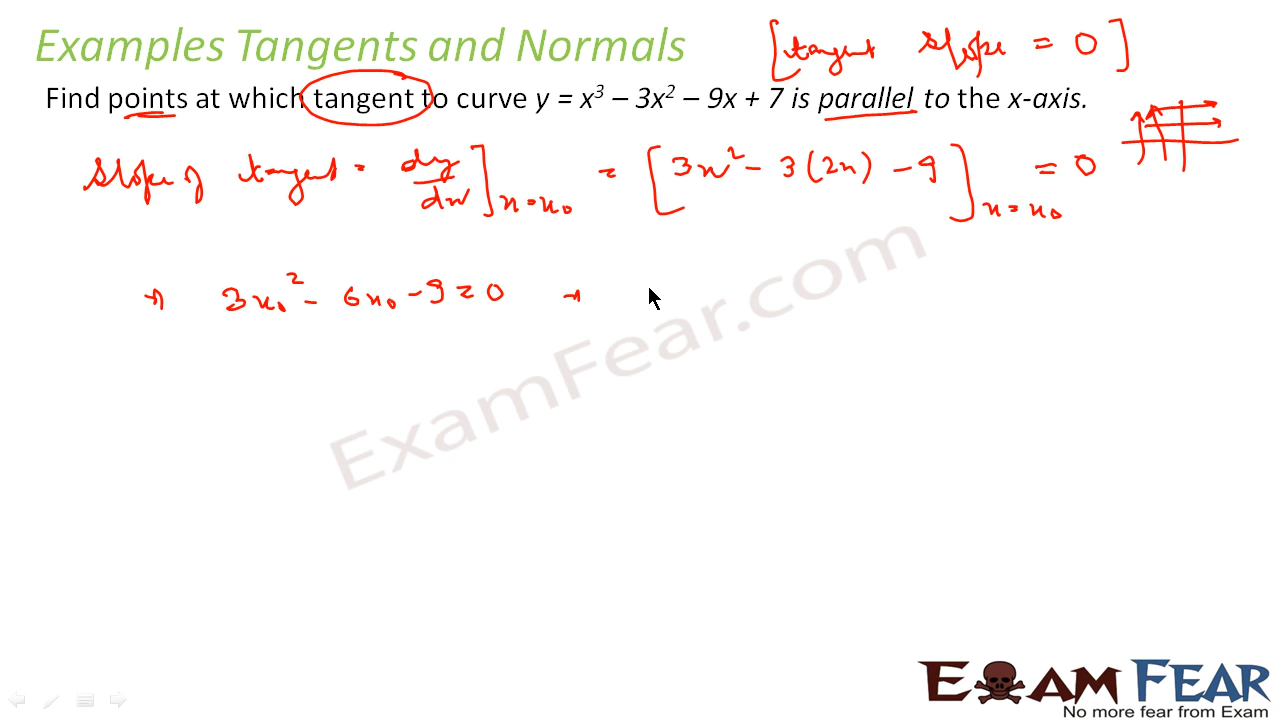 Examples Tangents and Normals
[tangent slope = 0]
Find points at which tangent to curve y = x³ – 3x² – 9x + 7 is parallel to the x-axis.
Slope of tangent = dy/dx]x=x₀ = [3x² - 3(2x) - 9]x=x₀ = 0
→ 3x₀² - 6x₀ - 9 = 0 →
ExamFear.com
EXAM FEAR
No more fear from Exam